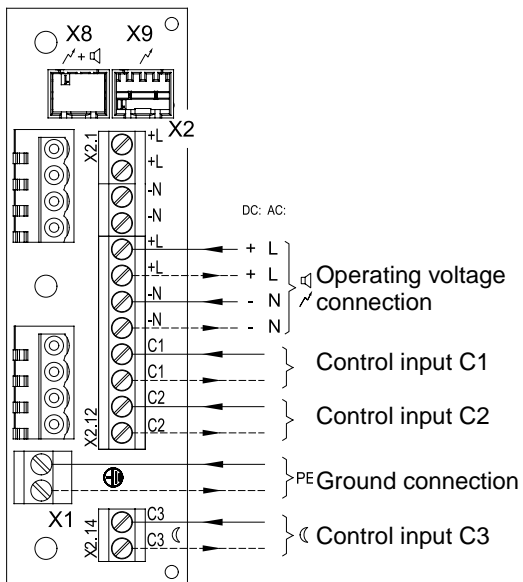 X8 X9
+
X2
X2.1
+L
+L
-N
-N
DC: AC:
+L + L
+L + L
-N - N
-N - N
Operating voltage
connection
C1
C1
Control input C1
C2
C2
Control input C2
X2.12
PE Ground connection
X1
C3
C3
Control input C3
X2.14